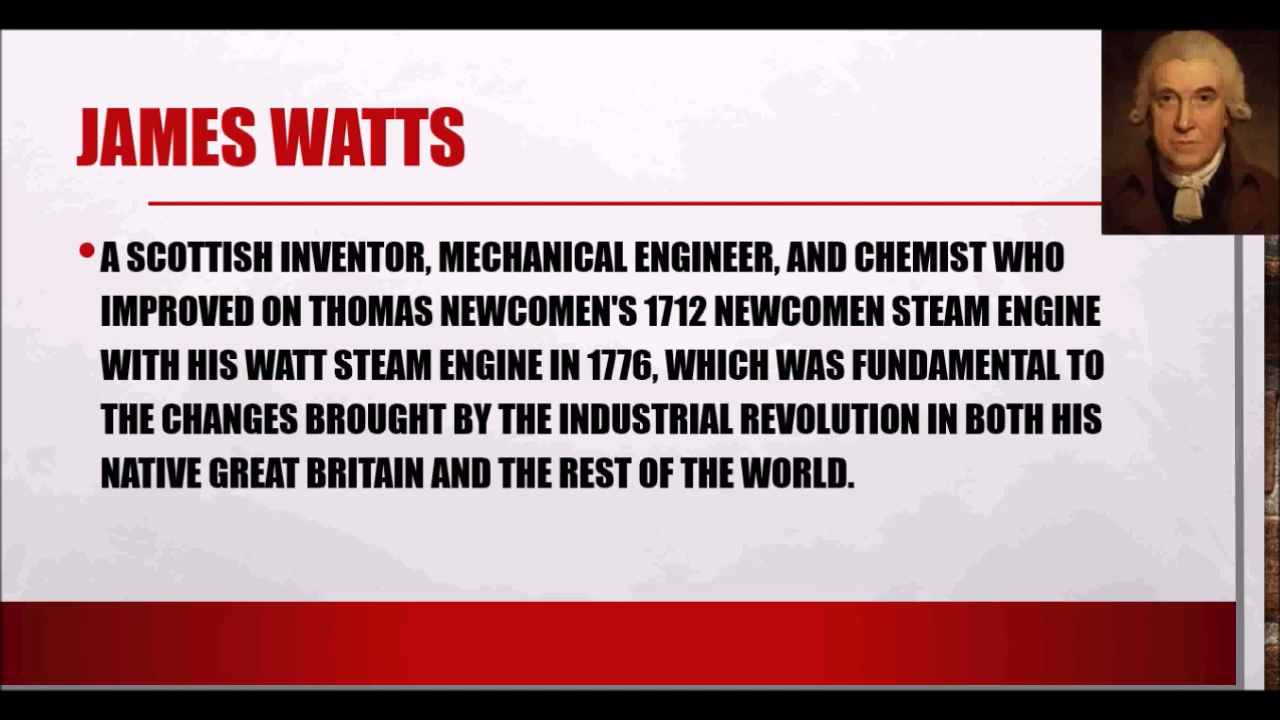 JAMES WATTS
• A SCOTTISH INVENTOR, MECHANICAL ENGINEER, AND CHEMIST WHO
IMPROVED ON THOMAS NEWCOMEN'S 1712 NEWCOMEN STEAM ENGINE
WITH HIS WATT STEAM ENGINE IN 1776, WHICH WAS FUNDAMENTAL TO
THE CHANGES BROUGHT BY THE INDUSTRIAL REVOLUTION IN BOTH HIS
NATIVE GREAT BRITAIN AND THE REST OF THE WORLD.